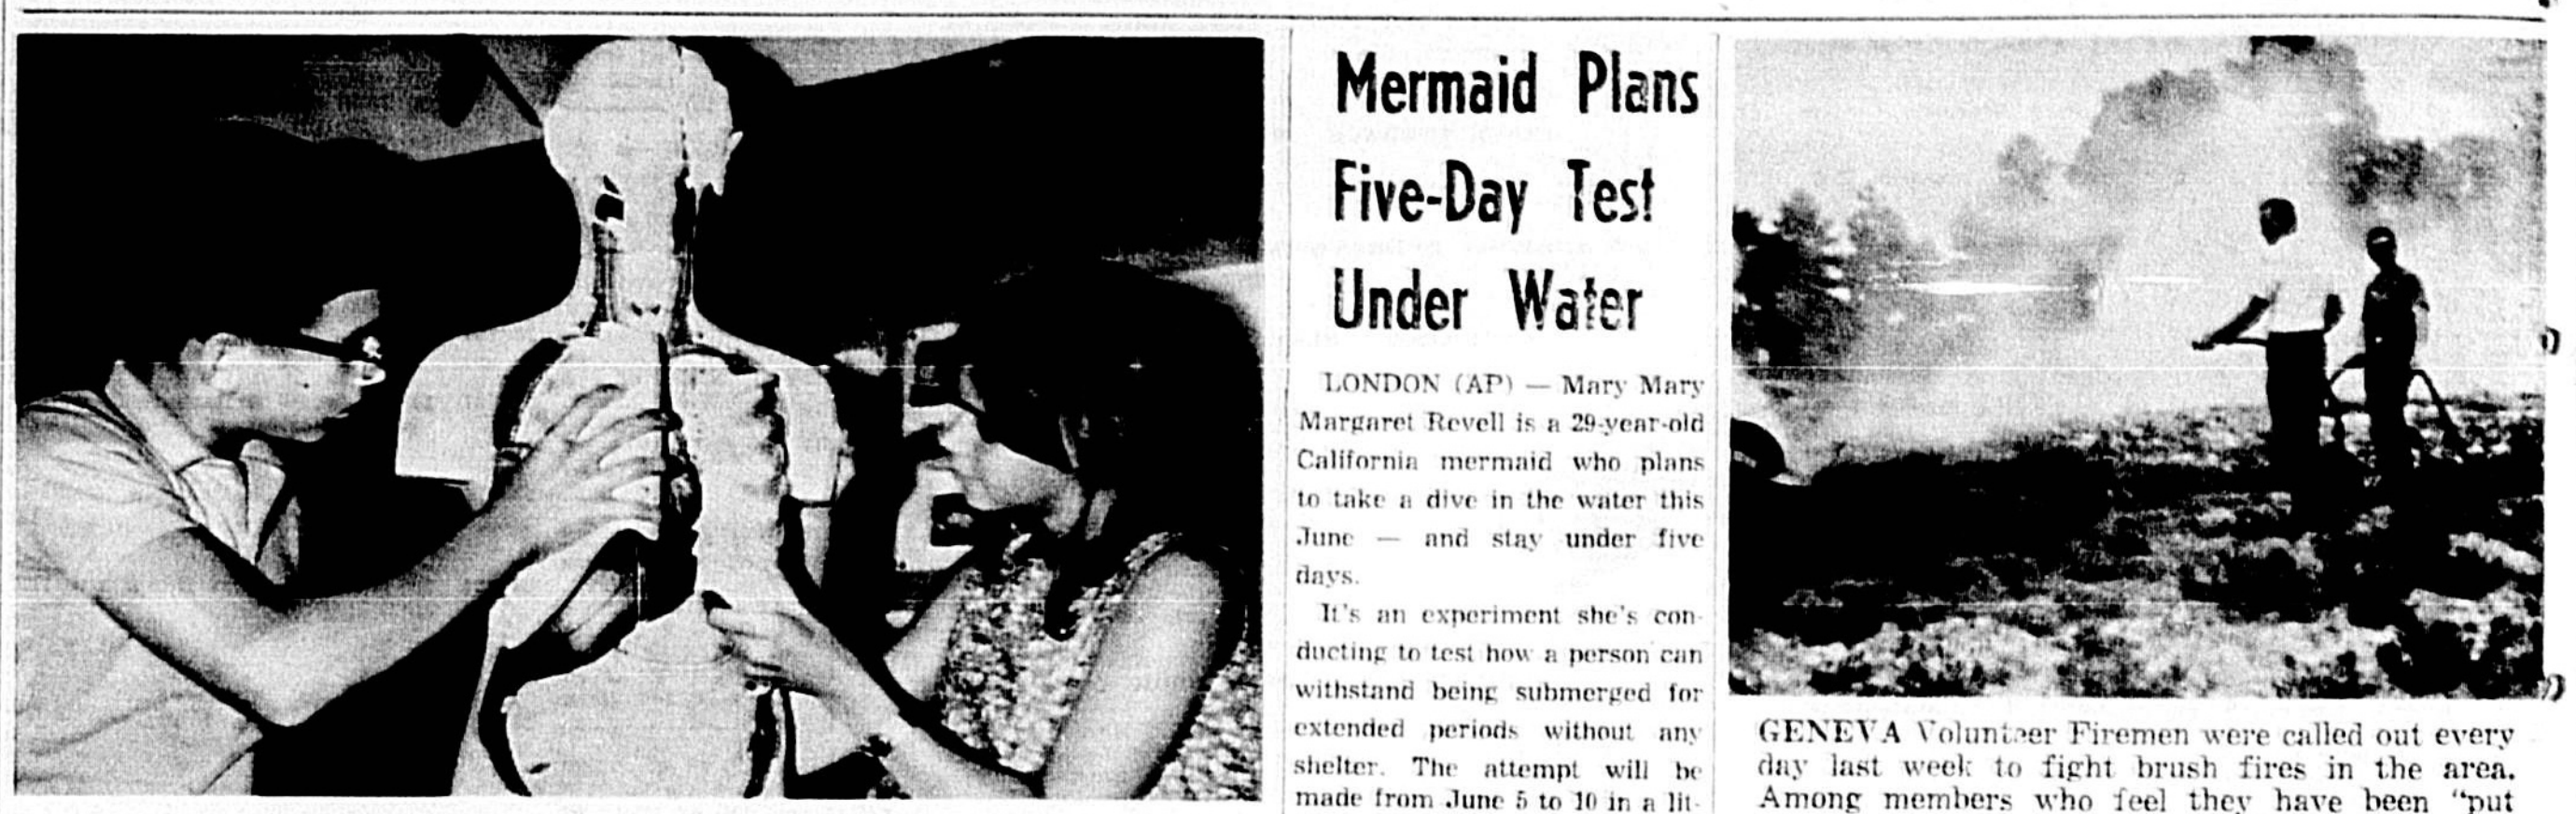 Mermaid Plans
Five-Day Test
Under Water
LONDON (AP) — Mary Mary
Margaret Revell is a 29-year-old
California mermaid who plans
to take a dive in the water this
June — and stay under five
days.
It's an experiment she's con-
ducting to test how a person can
withstand being submerged for
extended periods without any
shelter. The attempt will be
made from June 5 to 10 in a lit-
GENEVA Volunteer Firemen were called out every
day last week to fight brush fires in the area.
Among members who feel they have been "put